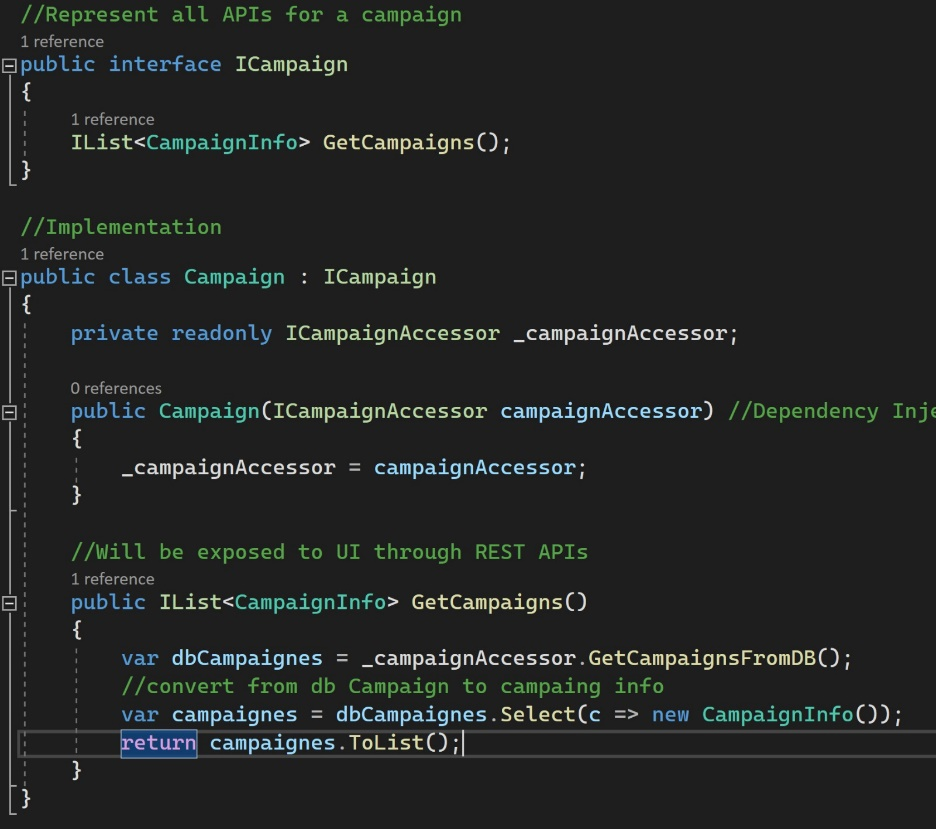 //Represent all APIs for a campaign
1 reference
public interface ICampaign
{
1 reference
IList<CampaignInfo> GetCampaigns();
}
//Implementation
1 reference
public class Campaign : ICampaign
{
private readonly ICampaignAccessor _campaignAccessor;
0 references
public Campaign(ICampaignAccessor campaignAccessor) //Dependency Inje
{
_campaignAccessor = campaignAccessor;
}
//Will be exposed to UI through REST APIs
1 reference
public IList<CampaignInfo> GetCampaigns()
{
var dbCampaignes = _campaignAccessor.GetCampaignsFromDB();
//convert from db Campaign to campaing info
var campaignes = dbCampaignes.Select(c => new CampaignInfo());
return campaignes.ToList();
}
}